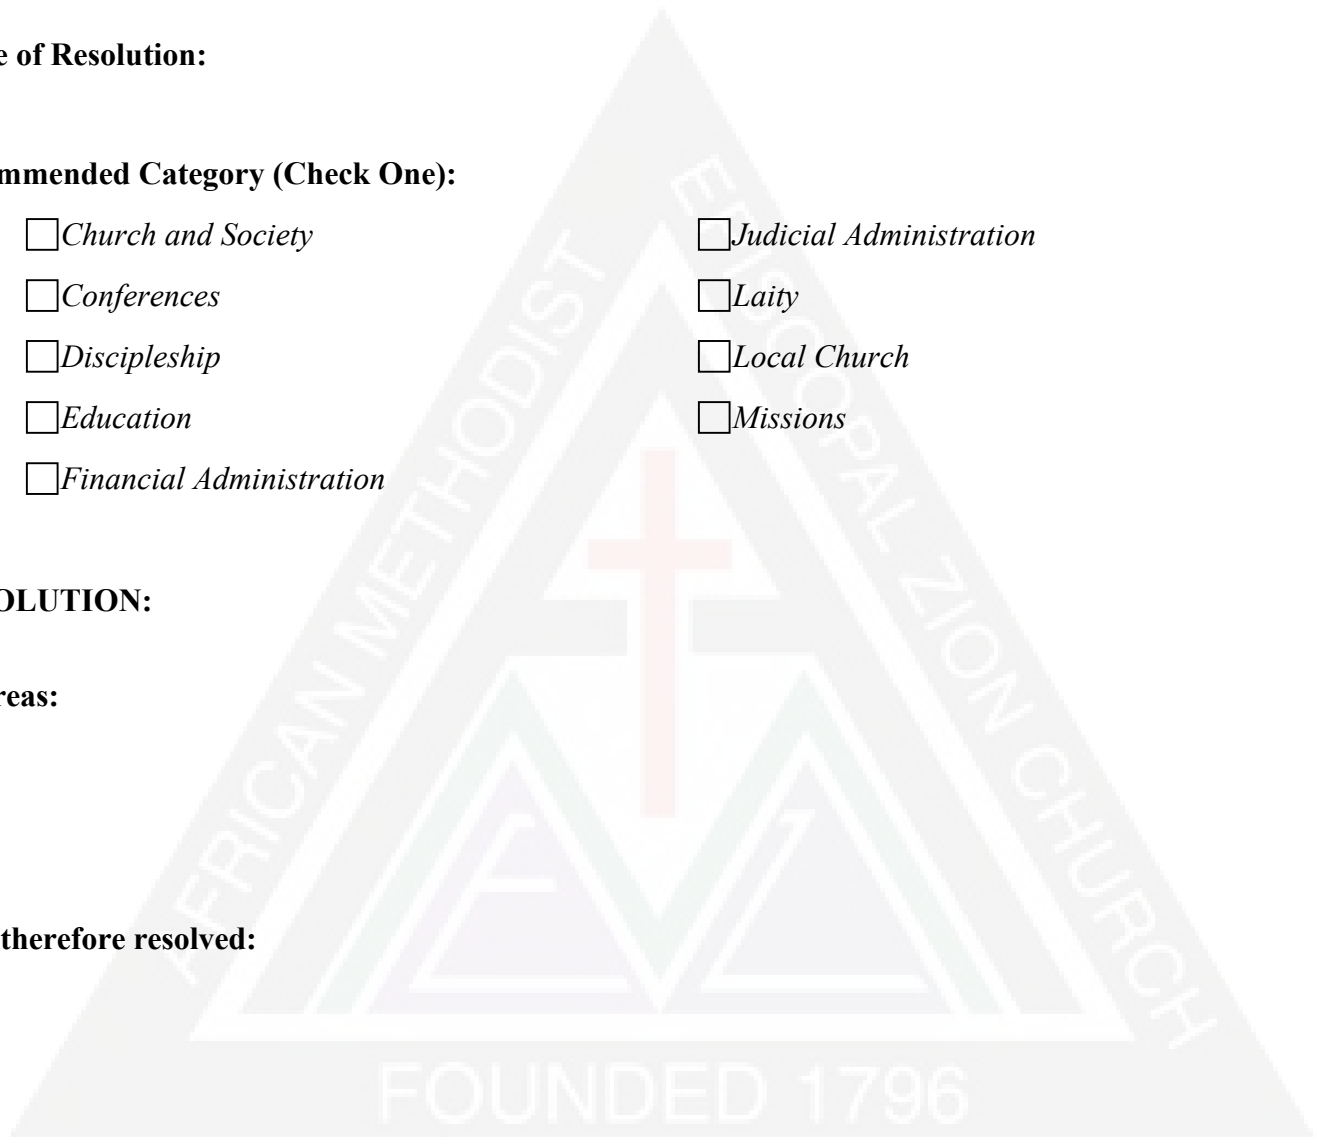 e of Resolution:
mmended Category (Check One):
Church and Society
Judicial Administration
Conferences
Laity
Discipleship
Local Church
Education
Missions
Financial Administration
OLUTION:
reas:
therefore resolved:
AFRICAN METHODIST
EPISCOPAL ZION CHURCH
FOUNDED 1796